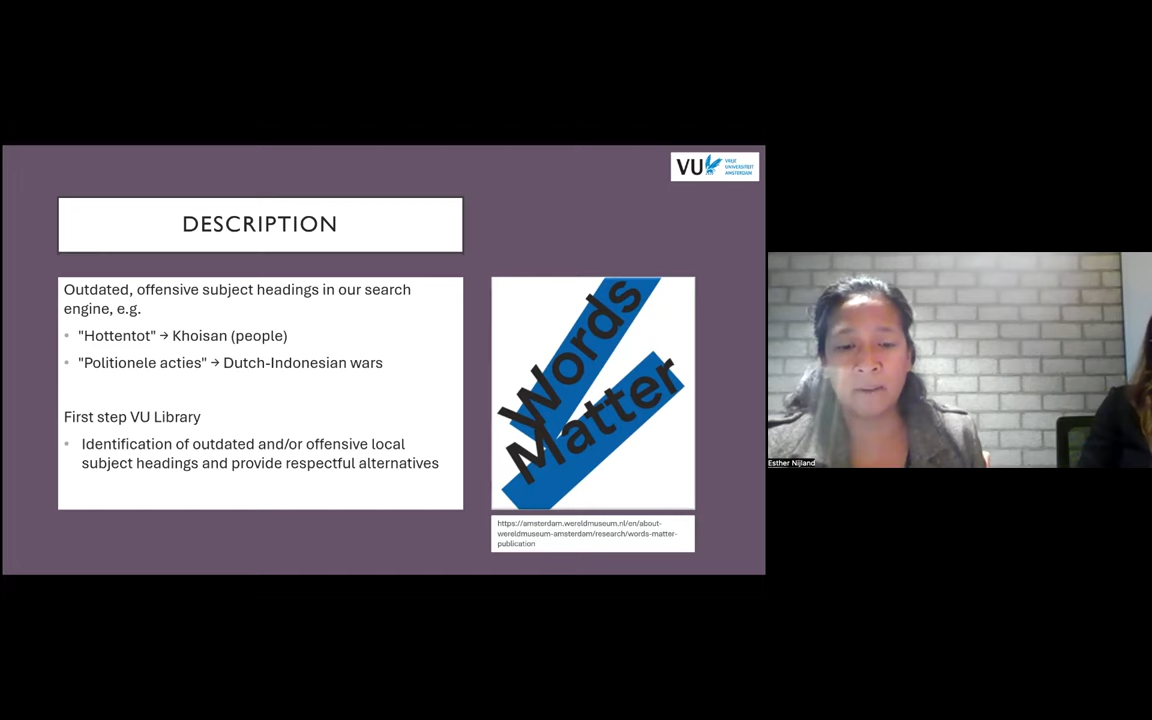 VU
VRIJE
UNIVERSITEIT
AMSTERDAM
DESCRIPTION
Outdated, offensive subject headings in our search
engine, e.g.
• "Hottentot" → Khoisan (people)
• "Politionele acties" → Dutch-Indonesian wars
First step VU Library
• Identification of outdated and/or offensive local
subject headings and provide respectful alternatives
Words
Matter
https://amsterdam.wereldmuseum.nl/en/about-
wereldmuseum-amsterdam/research/words-matter-
publication
Esther Nijland